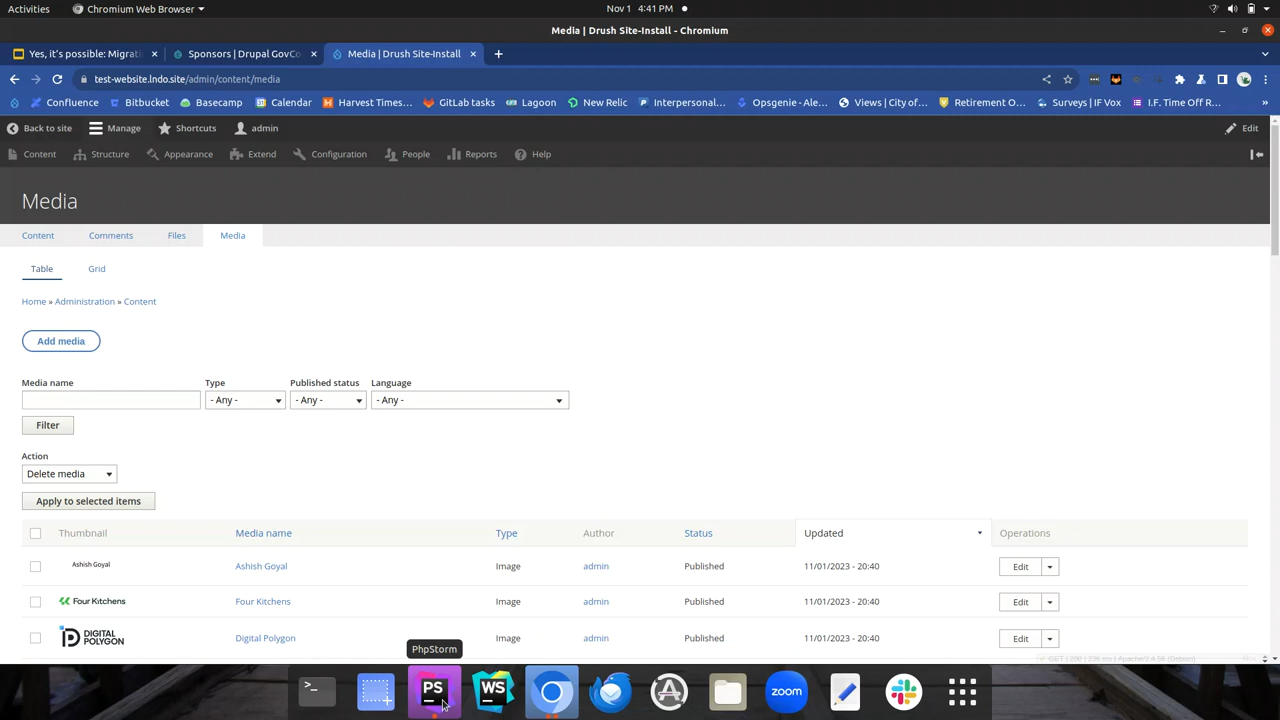 Activities
Chromium Web Browser
Nov 1 4:41 PM
Media | Drush Site-Install - Chromium
Yes, it's possible: Migrati
Sponsors | Drupal GovCo
Media | Drush Site-Install
test-website.lndo.site/admin/content/media
Confluence
Bitbucket
Basecamp
Calendar
Harvest Times...
GitLab tasks
Lagoon
New Relic
Interpersonal...
Opsgenie - Ale...
Views | City of...
Retirement O...
Surveys | IF Vox
I.F. Time Off R...
Back to site
Manage
Shortcuts
admin
Edit
Content
Structure
Appearance
Extend
Configuration
People
Reports
Help
Media
Content
Comments
Files
Media
Table
Grid
Home » Administration » Content
Add media
Media name
Type
Published status
Language
- Any -
- Any -
- Any -
Filter
Action
Delete media
Apply to selected items
Thumbnail
Media name
Type
Author
Status
Updated
Operations
Ashish Goyal
Ashish Goyal
Image
admin
Published
11/01/2023 - 20:40
Edit
Four Kitchens
Four Kitchens
Image
admin
Published
11/01/2023 - 20:40
Edit
DIGITAL
POLYGON
Digital Polygon
Image
admin
Published
11/01/2023 - 20:40
Edit
PhpStorm
PS
WS
zoom